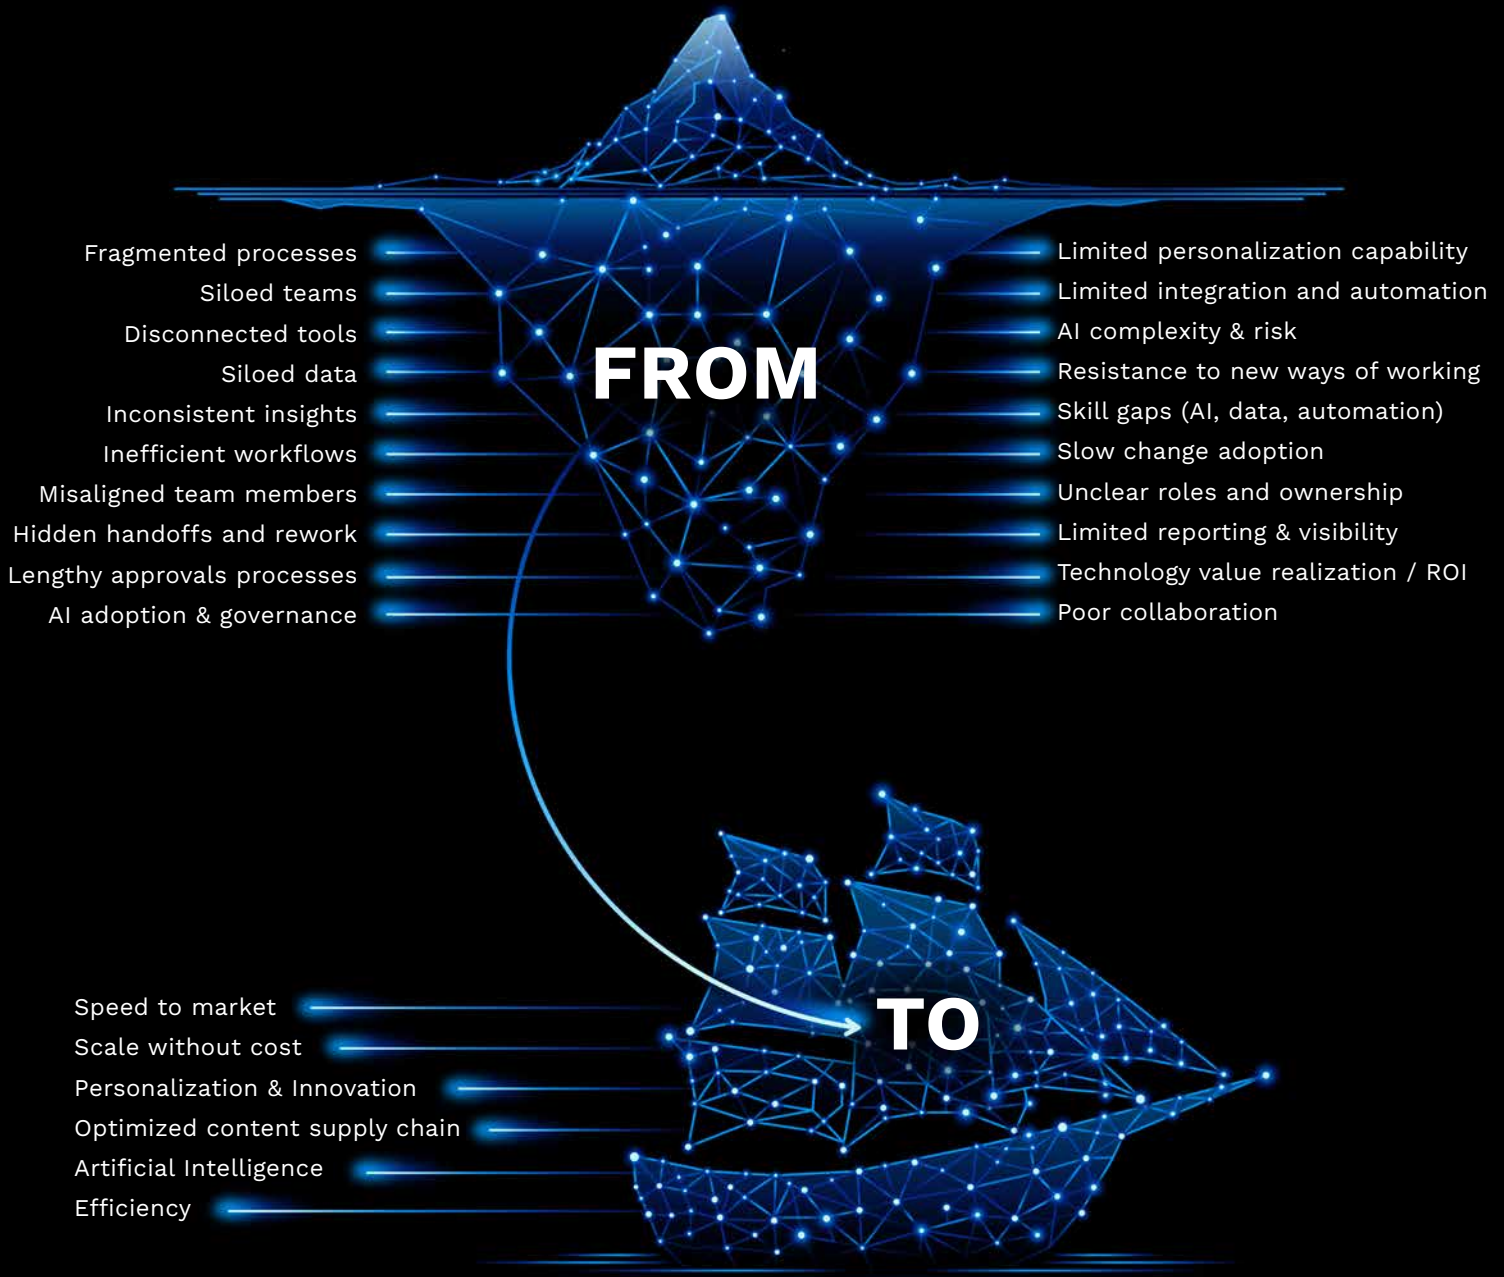 FROM
Fragmented processes
Siloed teams
Disconnected tools
Siloed data
Inconsistent insights
Inefficient workflows
Misaligned team members
Hidden handoffs and rework
Lengthy approvals processes
AI adoption & governance
Limited personalization capability
Limited integration and automation
AI complexity & risk
Resistance to new ways of working
Skill gaps (AI, data, automation)
Slow change adoption
Unclear roles and ownership
Limited reporting & visibility
Technology value realization / ROI
Poor collaboration
TO
Speed to market
Scale without cost
Personalization & Innovation
Optimized content supply chain
Artificial Intelligence
Efficiency